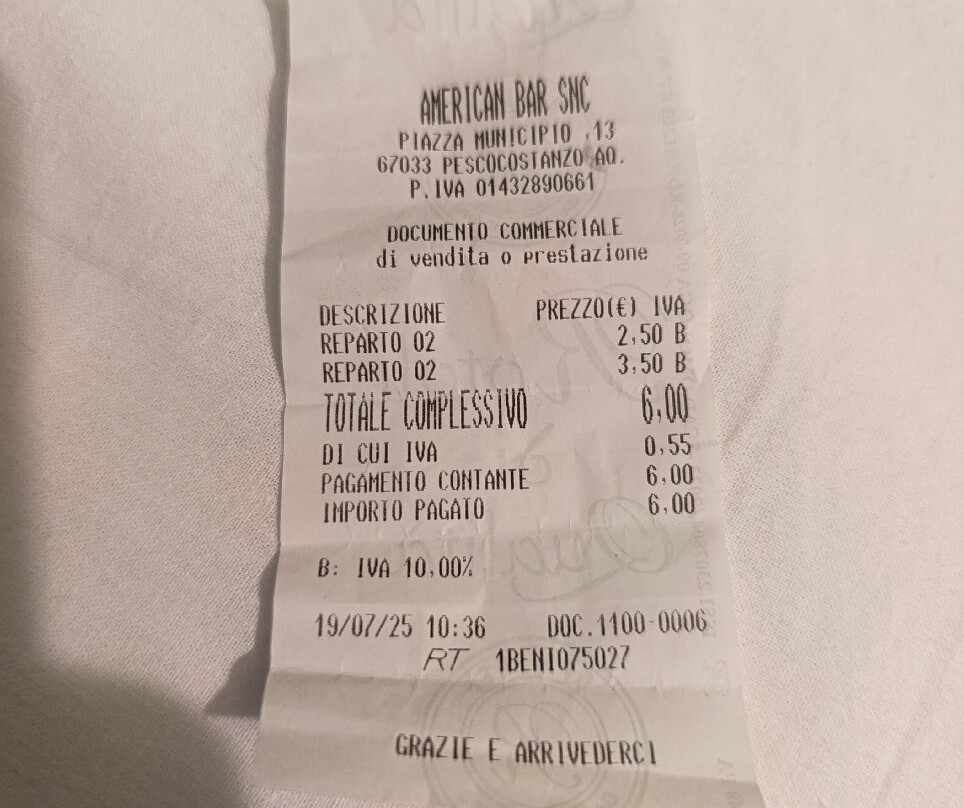 AMERICAN BAR SNC
PIAZZA MUNICIPIO ,13
67033 PESCOCOSTANZO AQ.
P.IVA 01432890661
DOCUMENTO COMMERCIALE
di vendita o prestazione
DESCRIZIONE PREZZO(€) IVA
REPARTO 02 2,50 B
REPARTO 02 3,50 B
TOTALE COMPLESSIVO 6,00
DI CUI IVA 0,55
PAGAMENTO CONTANTE 6,00
IMPORTO PAGATO 6,00
B: IVA 10,00%
19/07/25 10:36 DOC.1100-0006
RT 1BENI075027
GRAZIE E ARRIVEDERCI